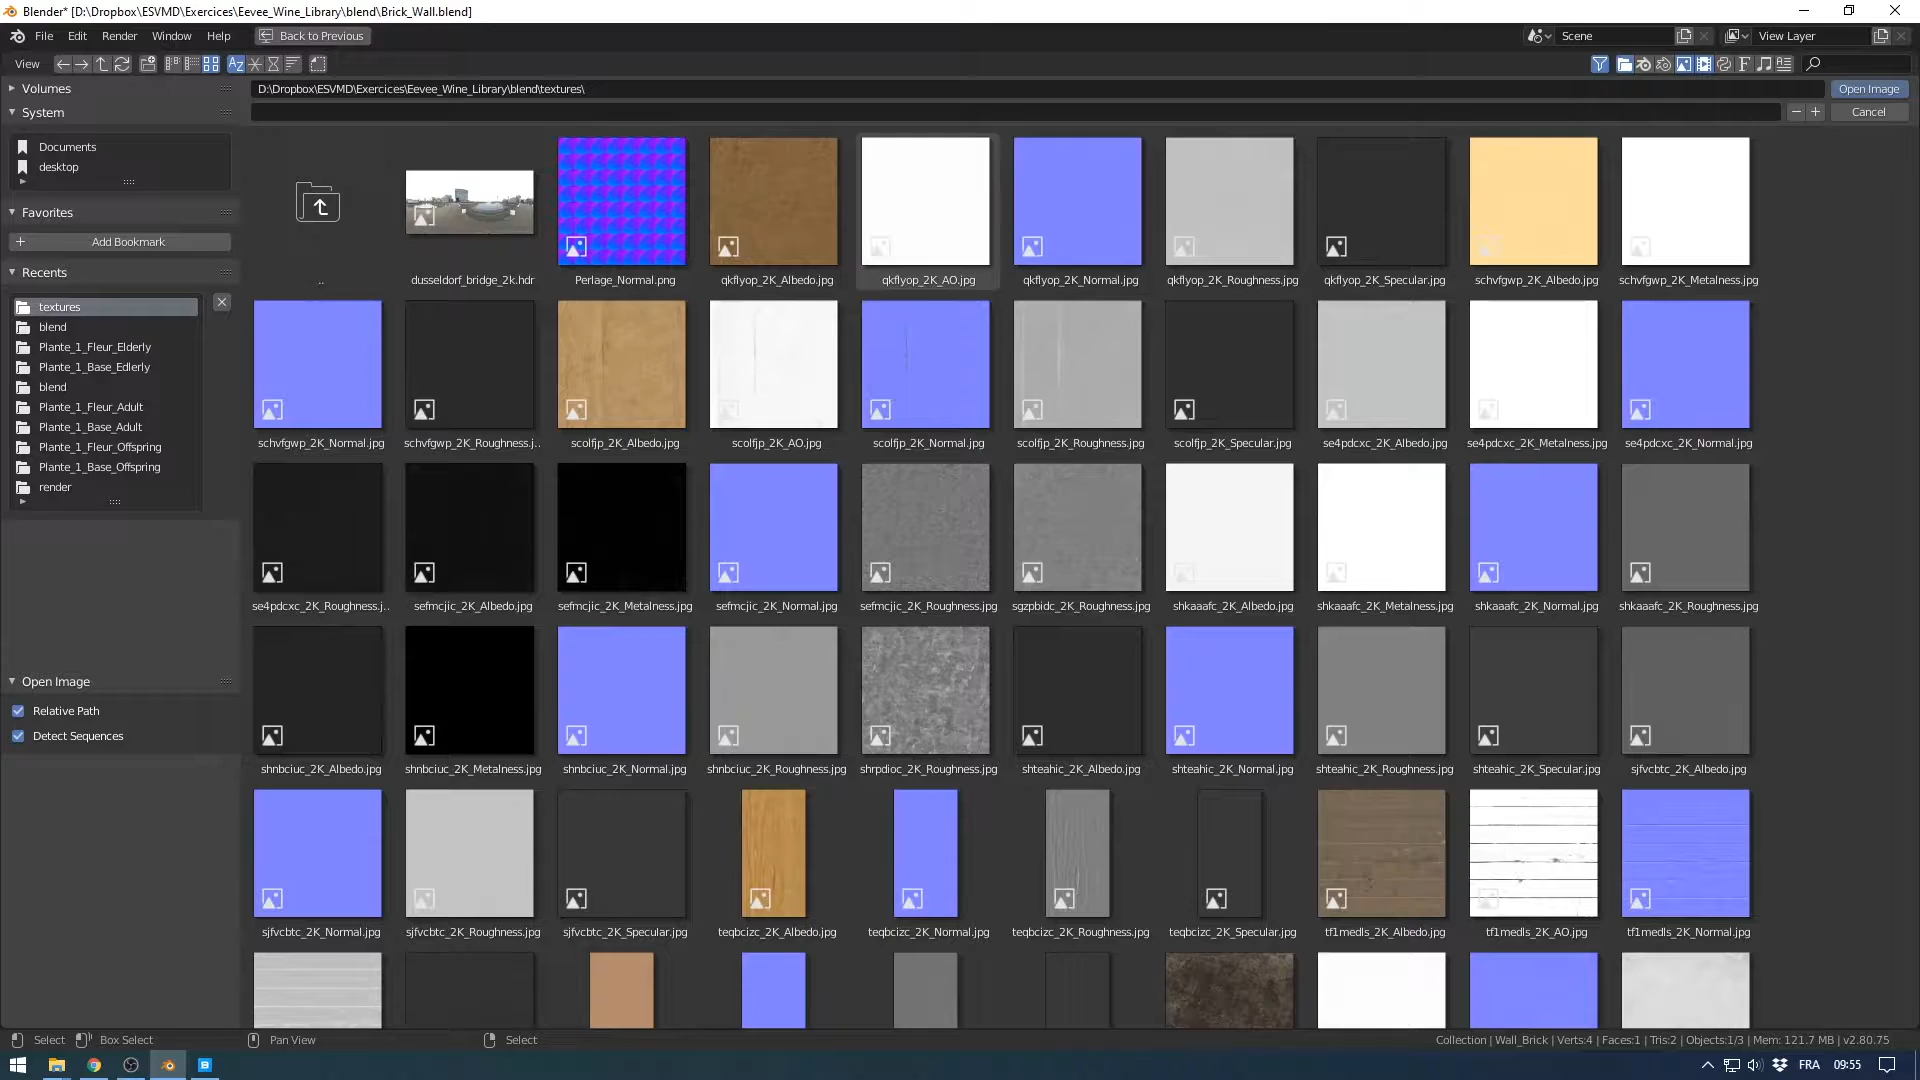 Blender* [D:\Dropbox\ESVMD\Exercices\Eevee_Wine_Library\blend\Brick_Wall.blend]
File Edit Render Window Help Back to Previous Scene View Layer
View
Volumes
D:\Dropbox\ESVMD\Exercices\Eevee_Wine_Library\blend\textures\
Open Image
System
Cancel
Documents
desktop
Favorites
Add Bookmark
Recents
textures
blend
Plante_1_Fleur_Elderly
Plante_1_Base_Edlerly
blend
Plante_1_Fleur_Adult
Plante_1_Base_Adult
Plante_1_Fleur_Offspring
Plante_1_Base_Offspring
render
Open Image
Relative Path
Detect Sequences
.. dusseldorf_bridge_2k.hdr Perlage_Normal.png qkflyop_2K_Albedo.jpg qkflyop_2K_AO.jpg qkflyop_2K_Normal.jpg qkflyop_2K_Roughness.jpg qkflyop_2K_Specular.jpg schvfgwp_2K_Albedo.jpg schvfgwp_2K_Metalness.jpg
schvfgwp_2K_Normal.jpg schvfgwp_2K_Roughness.j.. scolfjp_2K_Albedo.jpg scolfjp_2K_AO.jpg scolfjp_2K_Normal.jpg scolfjp_2K_Roughness.jpg scolfjp_2K_Specular.jpg se4pdcxc_2K_Albedo.jpg se4pdcxc_2K_Metalness.jpg se4pdcxc_2K_Normal.jpg
se4pdcxc_2K_Roughness.j.. sefmcjic_2K_Albedo.jpg sefmcjic_2K_Metalness.jpg sefmcjic_2K_Normal.jpg sefmcjic_2K_Roughness.jpg sgzpbidc_2K_Roughness.jpg shkaaafc_2K_Albedo.jpg shkaaafc_2K_Metalness.jpg shkaaafc_2K_Normal.jpg shkaaafc_2K_Roughness.jpg
shnbciuc_2K_Albedo.jpg shnbciuc_2K_Metalness.jpg shnbciuc_2K_Normal.jpg shnbciuc_2K_Roughness.jpg shrpdioc_2K_Roughness.jpg shteahic_2K_Albedo.jpg shteahic_2K_Normal.jpg shteahic_2K_Roughness.jpg shteahic_2K_Specular.jpg sjfvcbtc_2K_Albedo.jpg
sjfvcbtc_2K_Normal.jpg sjfvcbtc_2K_Roughness.jpg sjfvcbtc_2K_Specular.jpg teqbcizc_2K_Albedo.jpg teqbcizc_2K_Normal.jpg teqbcizc_2K_Roughness.jpg teqbcizc_2K_Specular.jpg tf1medls_2K_Albedo.jpg tf1medls_2K_AO.jpg tf1medls_2K_Normal.jpg
Select Box Select Pan View Select Collection | Wall_Brick | Verts:4 | Faces:1 | Tris:2 | Objects:1/3 | Mem: 121.7 MB | v2.80.75
FRA 09:55